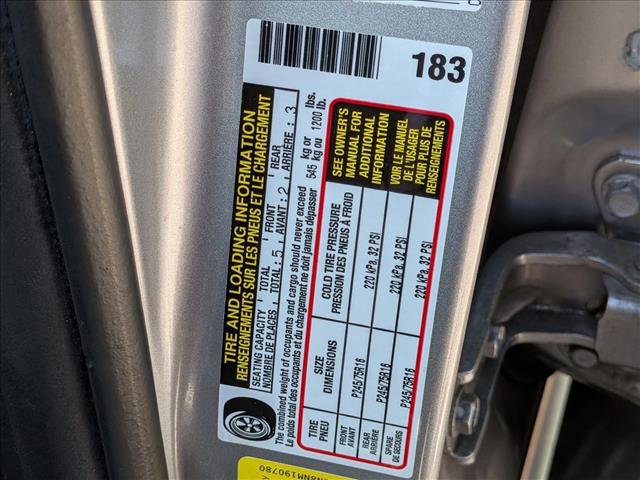 183
TIRE AND LOADING INFORMATION
RENSEIGNEMENTS SUR LES PNEUS ET LE CHARGEMENT
SEATING CAPACITY TOTAL FRONT REAR
NOMBRE DE PLACES TOTAL : 5 AVANT : 2 ARRIÈRE : 3
The combined weight of occupants and cargo should never exceed 545 kg or 1200 lbs.
Le poids total des occupants et du chargement ne doit jamais dépasser 545 kg ou 1200 lb.
TIRE SIZE COLD TIRE PRESSURE
PNEU DIMENSIONS PRESSION DES PNEUS À FROID
FRONT
AVANT P245/75R16 220 kPa, 32 PSI
REAR
ARRIÈRE P245/75R16 220 kPa, 32 PSI
SPARE
DE SECOURS P245/75R16 220 kPa, 32 PSI
SEE OWNER'S
MANUAL FOR
ADDITIONAL
INFORMATION
VOIR LE MANUEL
DE L'USAGER
POUR PLUS DE
RENSEIGNEMENTS
N8NM190780